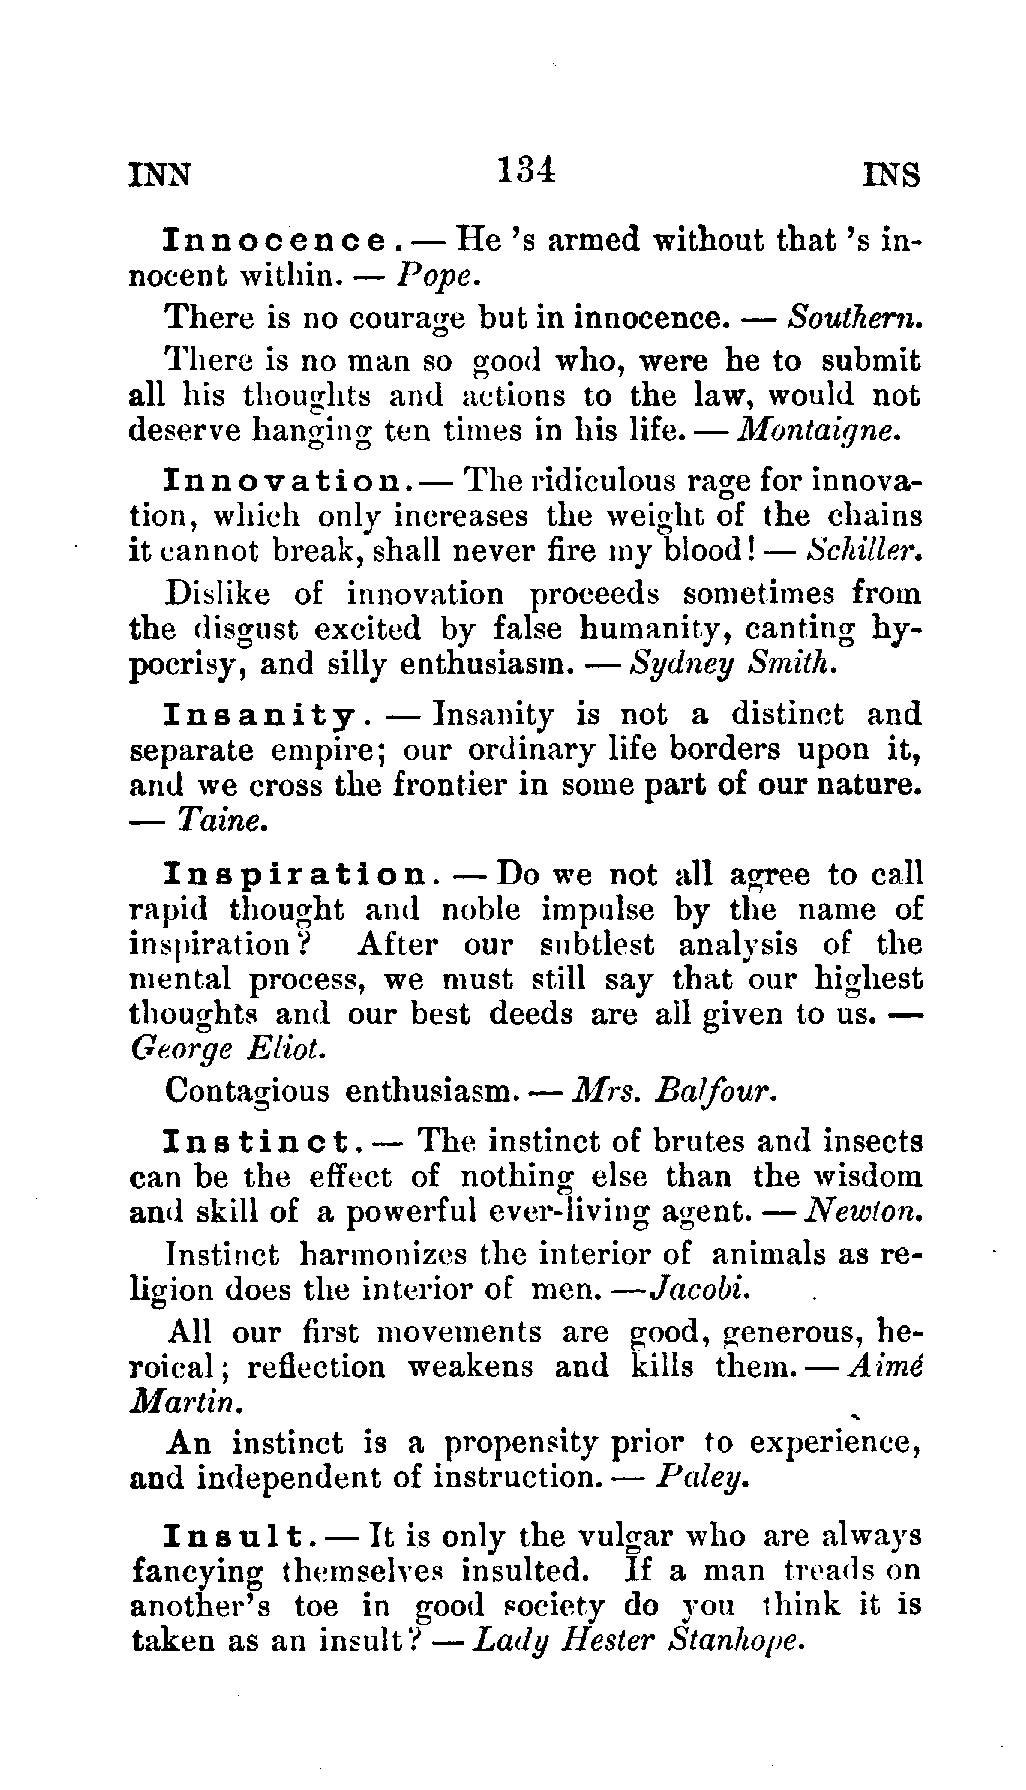 INN 134 INS
Innocence.— He 's armed without that 's in-
nocent within. — Pope.
There is no courage but in innocence. — Southern.
There is no man so good who, were he to submit
all his thoughts and actions to the law, would not
deserve hanging ten times in his life. — Montaigne.
Innovation.— The ridiculous rage for innova-
tion, which only increases the weight of the chains
it cannot break, shall never fire my blood! — Schiller.
Dislike of innovation proceeds sometimes from
the disgust excited by false humanity, canting hy-
pocrisy, and silly enthusiasm. — Sydney Smith.
Insanity. — Insanity is not a distinct and
separate empire; our ordinary life borders upon it,
and we cross the frontier in some part of our nature.
— Taine.
Inspiration. — Do we not all agree to call
rapid thought and noble impulse by the name of
inspiration? After our subtlest analysis of the
mental process, we must still say that our highest
thoughts and our best deeds are all given to us. —
George Eliot.
Contagious enthusiasm. — Mrs. Balfour.
Instinct.— The instinct of brutes and insects
can be the effect of nothing else than the wisdom
and skill of a powerful ever-living agent. — Newton.
Instinct harmonizes the interior of animals as re-
ligion does the interior of men. —Jacobi.
All our first movements are good, generous, he-
roical; reflection weakens and kills them. — Aimé
Martin.
An instinct is a propensity prior to experience,
and independent of instruction. — Paley.
Insult.— It is only the vulgar who are always
fancying themselves insulted. If a man treads on
another's toe in good society do you think it is
taken as an insult? — Lady Hester Stanhope.